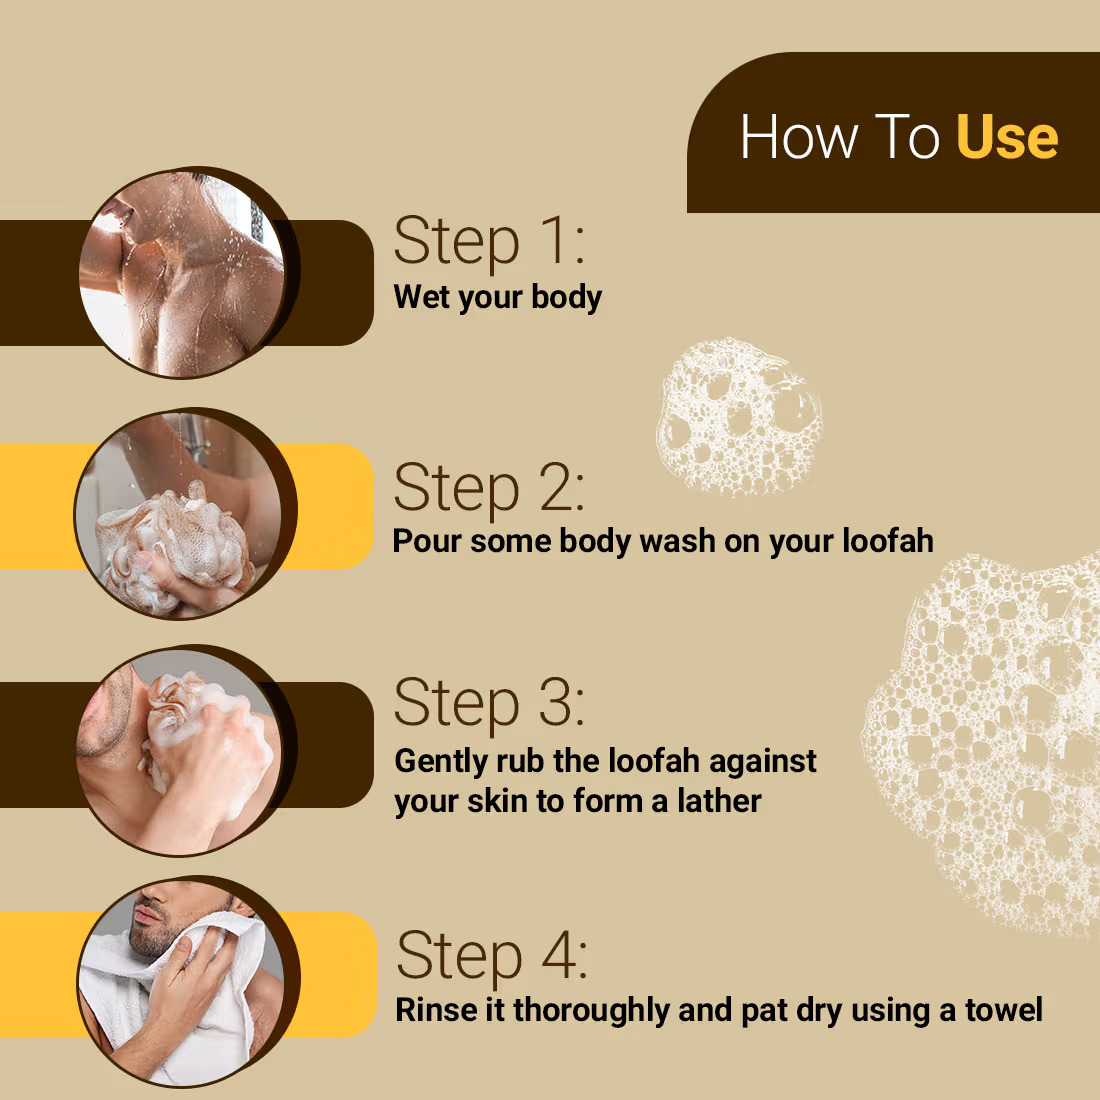 How To Use
Step 1:
Wet your body
Step 2:
Pour some body wash on your loofah
Step 3:
Gently rub the loofah against
your skin to form a lather
Step 4:
Rinse it thoroughly and pat dry using a towel